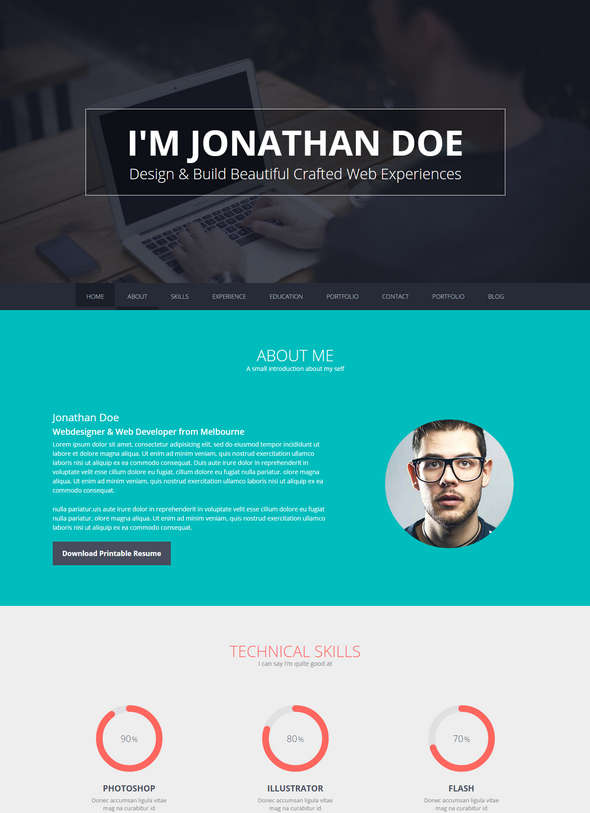 I'M JONATHAN DOE
Design & Build Beautiful Crafted Web Experiences
HOME ABOUT SKILLS EXPERIENCE EDUCATION PORTFOLIO CONTACT PORTFOLIO BLOG
ABOUT ME
A small introduction about my self
Jonathan Doe
Webdesigner & Web Developer from Melbourne
Lorem ipsum dolor sit amet, consectetur adipisicing elit, sed do eiusmod tempor incididunt ut
labore et dolore magna aliqua. Ut enim ad minim veniam, quis nostrud exercitation ullamco
laboris nisi ut aliquip ex ea commodo consequat. Duis aute irure dolor in reprehenderit in
voluptate velit esse cillum dolore eu fugiat, cillum dolore eu fugiat nulla pariatur. olore magna
aliqua. Ut enim ad minim veniam, quis nostrud exercitation ullamco laboris nisi ut aliquip ex ea
commodo consequat.
nulla pariatur.uis aute irure dolor in reprehenderit in voluptate velit esse cillum dolore eu fugiat
nulla pariatur. olore magna aliqua. Ut enim ad minim veniam, quis nostrud exercitation ullamco
laboris nisi ut aliquip ex ea commodo consequat.
Download Printable Resume
TECHNICAL SKILLS
I can say i'm quite good at
90% 80% 70%
PHOTOSHOP ILLUSTRATOR FLASH
Donec accumsan ligula vitae Donec accumsan ligula vitae Donec accumsan ligula vitae
mag na curabitur id mag na curabitur id mag na curabitur id